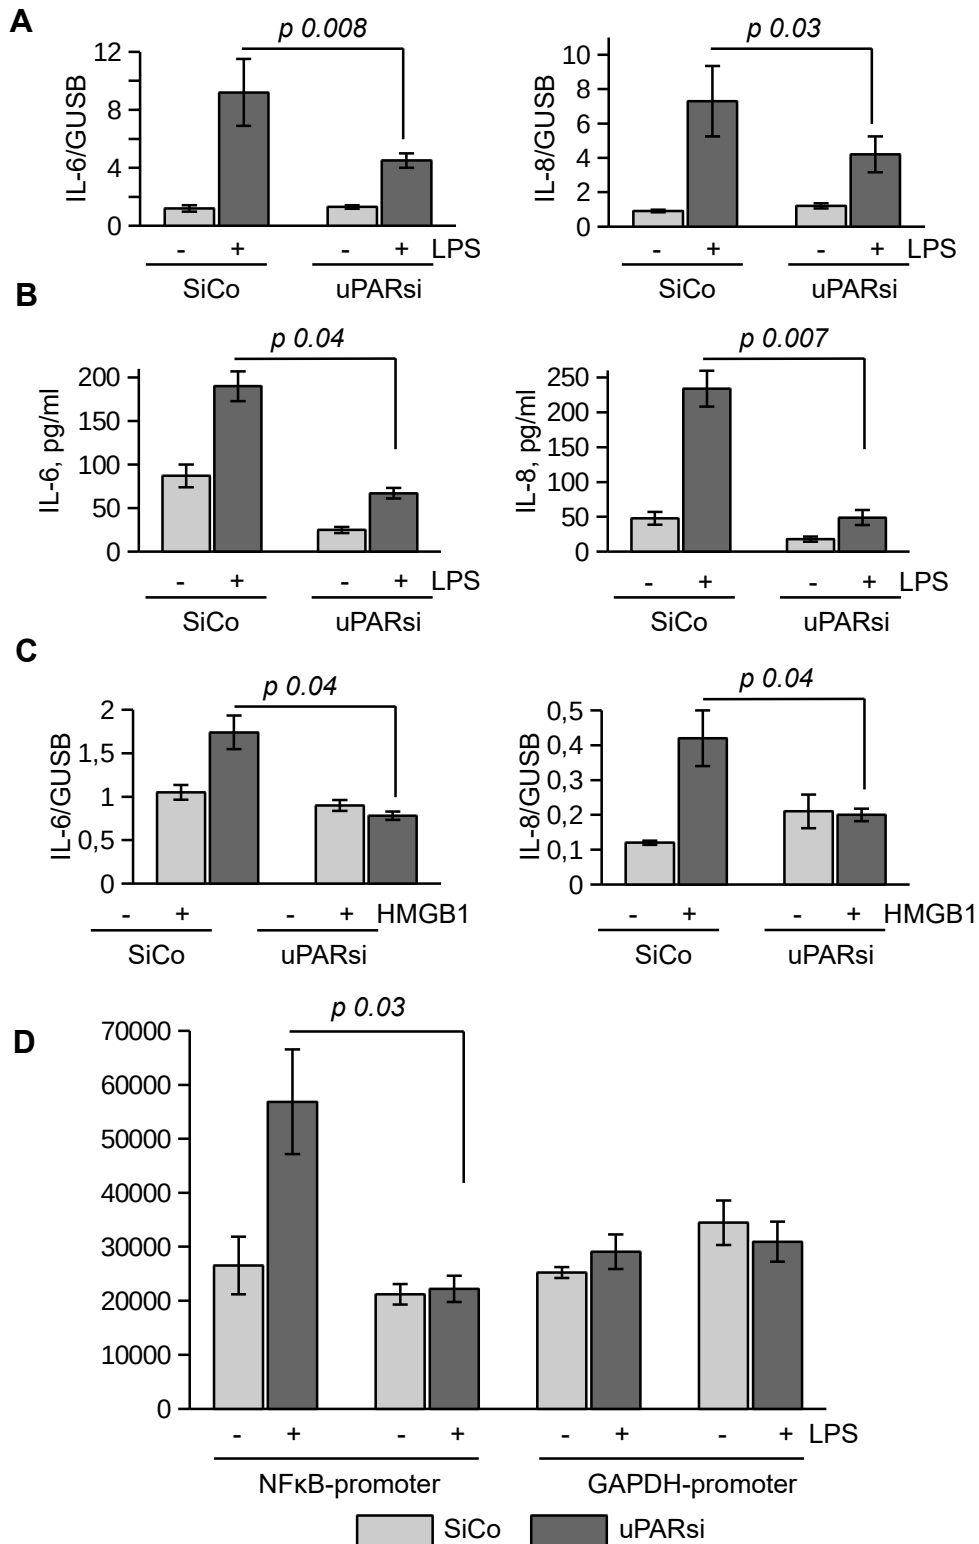 A
p 0.008
p 0.03
IL-6/GUSB
12
8
4
0
IL-8/GUSB
10
8
6
4
2
0
- + - + LPS
SiCo uPARsi
- + - + LPS
SiCo uPARsi
B
p 0.04
p 0.007
IL-6, pg/ml
200
150
100
50
0
IL-8, pg/ml
250
200
150
100
50
0
- + - + LPS
SiCo uPARsi
- + - + LPS
SiCo uPARsi
C
p 0.04
p 0.04
IL-6/GUSB
2
1,5
1
0,5
0
IL-8/GUSB
0,5
0,4
0,3
0,2
0,1
0
- + - + HMGB1
SiCo uPARsi
- + - + HMGB1
SiCo uPARsi
D
p 0.03
70000
60000
50000
40000
30000
20000
10000
0
- + - + - - + + LPS
NFκB-promoter GAPDH-promoter
SiCo uPARsi